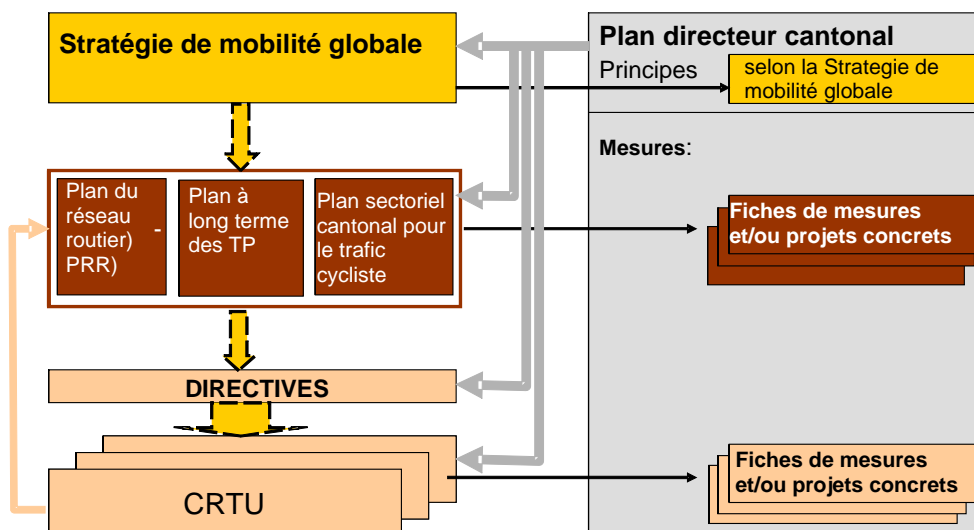 Stratégie de mobilité globale
Plan directeur cantonal
Principes
selon la Strategie de
mobilité globale
Mesures:
Plan du
réseau
routier) -
PRR)
Plan à
long terme
des TP
Plan sectoriel
cantonal pour
le trafic
cycliste
Fiches de mesures
et/ou projets concrets
DIRECTIVES
CRTU
Fiches de mesures
et/ou projets concrets